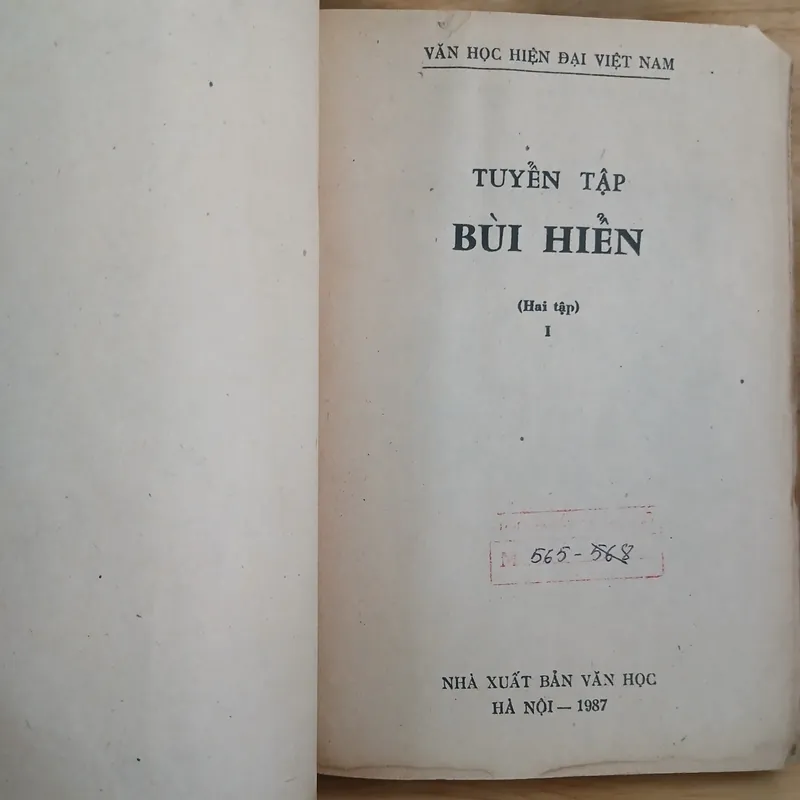 VĂN HỌC HIỆN ĐẠI VIỆT NAM
TUYỂN TẬP
BÙI HIỂN
(Hai tập)
I
M 565-568
NHÀ XUẤT BẢN VĂN HỌC
HÀ NỘI — 1987